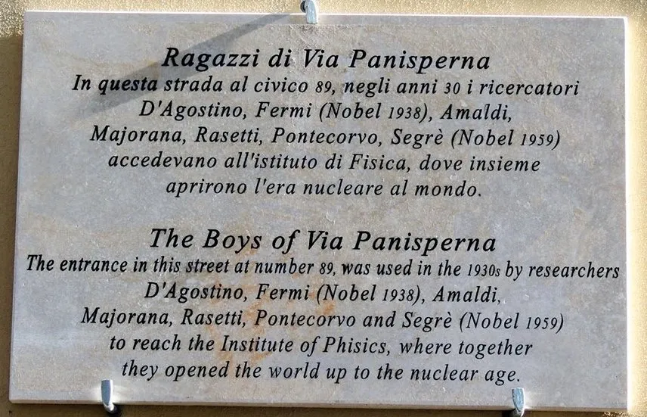 Ragazzi di Via Panisperna
In questa strada al civico 89, negli anni 30 i ricercatori
D'Agostino, Fermi (Nobel 1938), Amaldi,
Majorana, Rasetti, Pontecorvo, Segrè (Nobel 1959)
accedevano all'istituto di Fisica, dove insieme
aprirono l'era nucleare al mondo.
The Boys of Via Panisperna
The entrance in this street at number 89, was used in the 1930s by researchers
D'Agostino, Fermi (Nobel 1938), Amaldi,
Majorana, Rasetti, Pontecorvo and Segrè (Nobel 1959)
to reach the Institute of Phisics, where together
they opened the world up to the nuclear age.